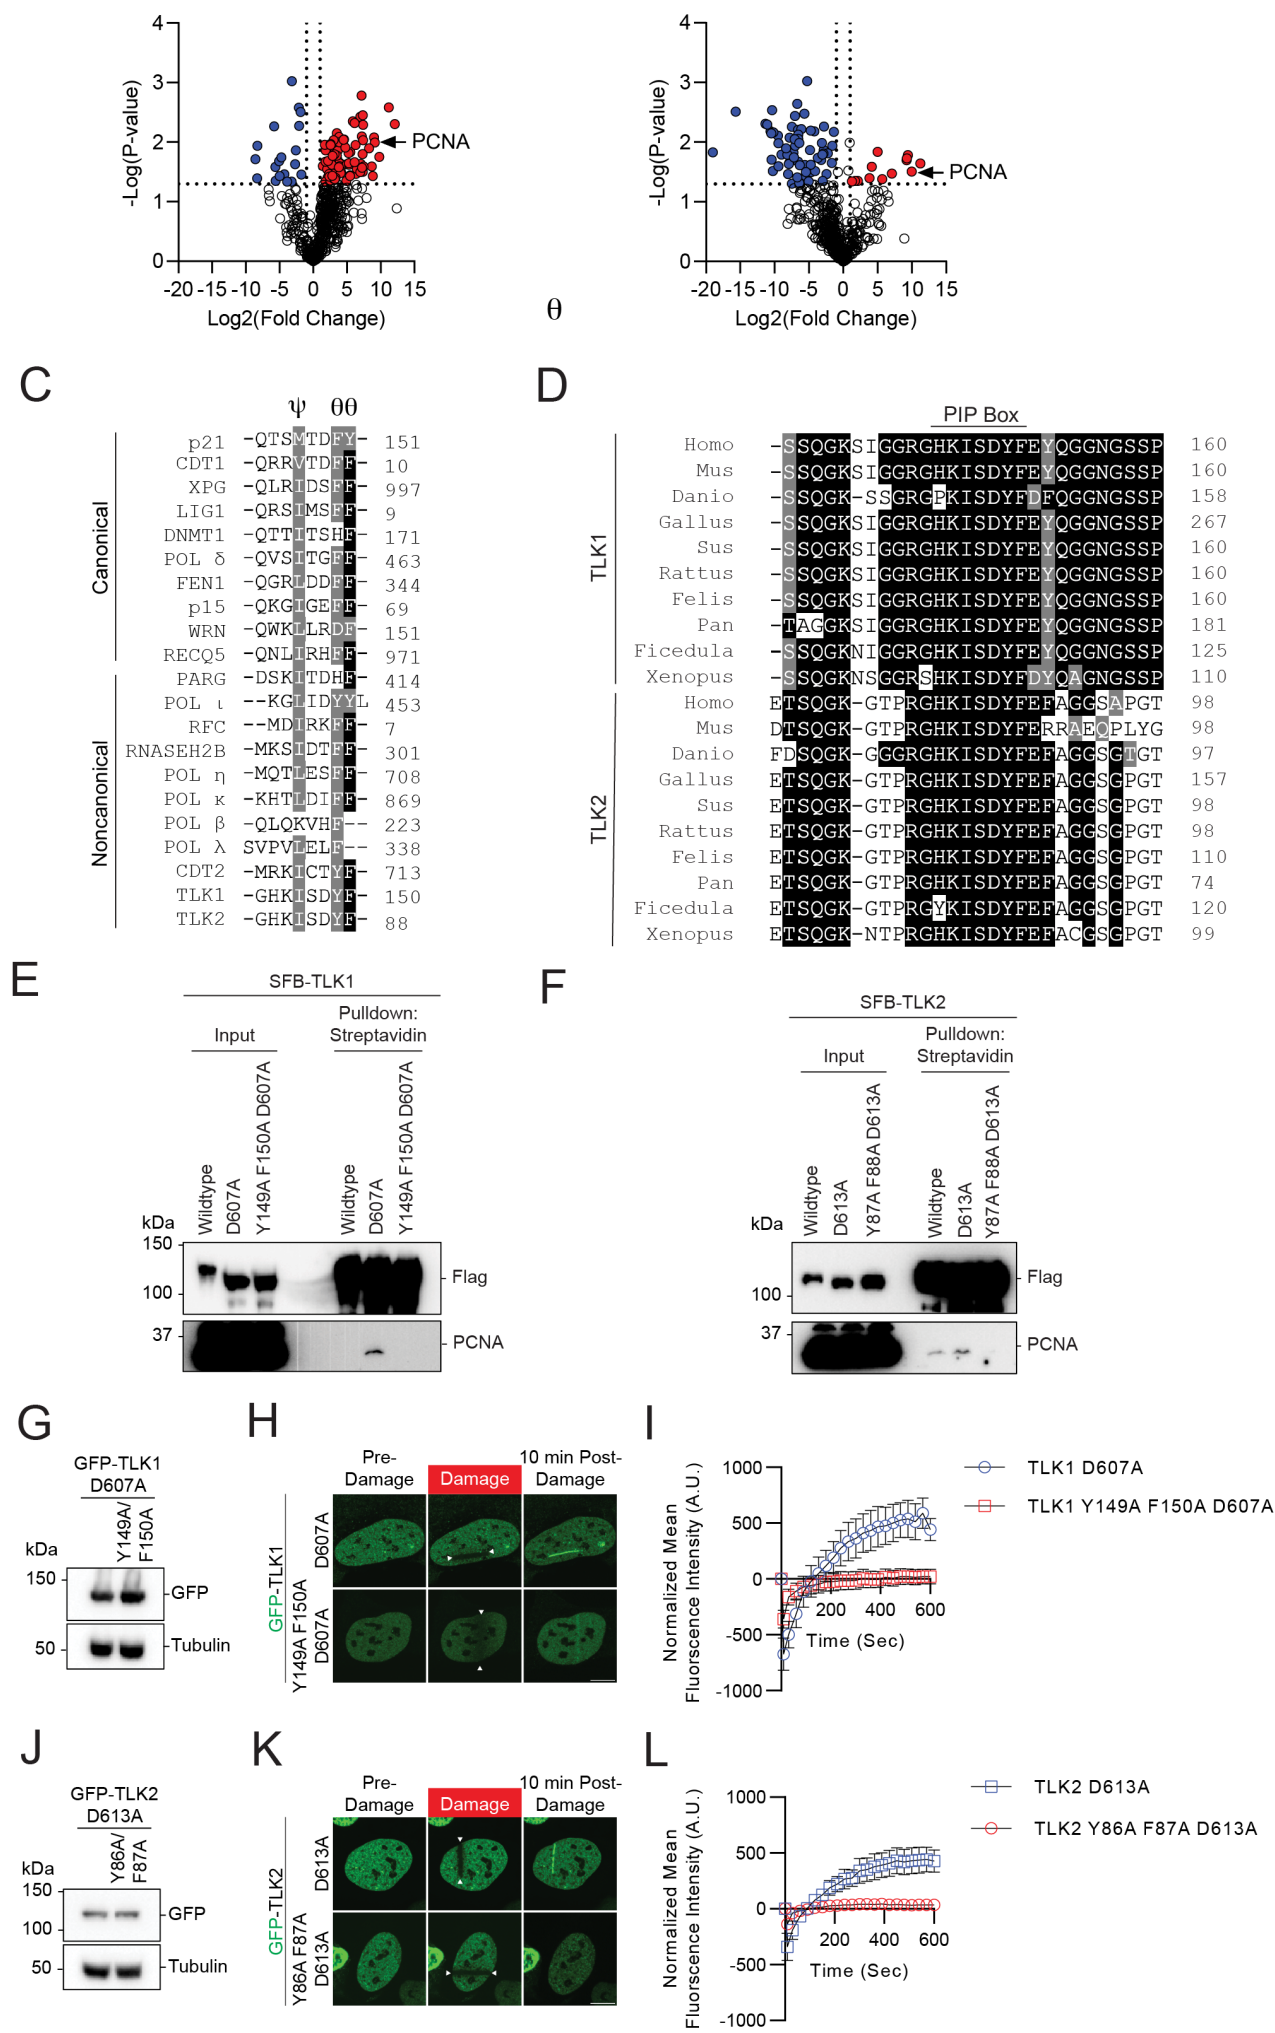 4
3
2
1
0
-Log(P-value)
PCNA
-20 -15 -10 -5 0 5 10 15
Log2(Fold Change)
4
3
2
1
0
-Log(P-value)
PCNA
-20 -15 -10 -5 0 5 10 15
Log2(Fold Change)
θ
C
ψ θθ
Canonical
p21 -QTSMTDFY- 151
CDT1 -QRRVTDFF- 10
XPG -QLRIDSFF- 997
LIG1 -QRSIMSFF- 9
DNMT1 -QTTITSHF- 171
POL δ -QVSITGFF- 463
FEN1 -QGRLDDFF- 344
p15 -QKGIGEFF- 69
WRN -QWKLLRDF- 151
RECQ5 -QNLIRHFF- 971
Noncanonical
PARG -DSKITDHF- 414
POL ι --KGLIDYYL 453
RFC --MDIRKFF- 7
RNASEH2B -MKSIDTFF- 301
POL η -MQTLESFF- 708
POL κ -KHTLDIFF- 869
POL β -QLQKVHF-- 223
POL λ SVPVLELF-- 338
CDT2 -MRKICTYF- 713
TLK1 -GHKISDYF- 150
TLK2 -GHKISDYF- 88
D
PIP Box
TLK1
Homo -SSQGKSIGGRGHKISDYFEYQGGNGSSP 160
Mus -SSQGKSIGGRGHKISDYFEYQGGNGSSP 160
Danio -SSQGK-SSGRGPKISDYFDFQGGNGSSP 158
Gallus -SSQGKSIGGRGHKISDYFEYQGGNGSSP 267
Sus -SSQGKSIGGRGHKISDYFEYQGGNGSSP 160
Rattus -SSQGKSIGGRGHKISDYFEYQGGNGSSP 160
Felis -SSQGKSIGGRGHKISDYFEYQGGNGSSP 160
Pan -TAGGKSIGGRGHKISDYFEYQGGNGSSP 181
Ficedula -SSQGKNIGGRGHKISDYFEYQGGNGSSP 125
Xenopus -SSQGKNSGGRSHKISDYFDYQAGNGSSP 110
TLK2
Homo ETSQGK-GTPRGHKISDYFEFAGGSAPGT 98
Mus DTSQGK-GTPRGHKISDYFERRAEQPLYG 98
Danio FDSQGK-GGGRGHKISDYFEFAGGSGTGT 97
Gallus ETSQGK-GTPRGHKISDYFEFAGGSGPGT 157
Sus ETSQGK-GTPRGHKISDYFEFAGGSGPGT 98
Rattus ETSQGK-GTPRGHKISDYFEFAGGSGPGT 98
Felis ETSQGK-GTPRGHKISDYFEFAGGSGPGT 110
Pan ETSQGK-GTPRGHKISDYFEFAGGSGPGT 74
Ficedula ETSQGK-GTPRGYKISDYFEFAGGSGPGT 120
Xenopus ETSQGK-NTPRGHKISDYFEFACGSGPGT 99
E
SFB-TLK1
Input
Pulldown:
Streptavidin
Wildtype
D607A
Y149A F150A D607A
Wildtype
D607A
Y149A F150A D607A
kDa
150
100
Flag
37
PCNA
F
SFB-TLK2
Input
Pulldown:
Streptavidin
Wildtype
D613A
Y87A F88A D613A
Wildtype
D613A
Y87A F88A D613A
kDa
100
Flag
37
PCNA
G
GFP-TLK1
D607A
Y149A/
F150A
kDa
150
GFP
50
Tubulin
H
Pre-
Damage
Damage
10 min Post-
Damage
GFP-TLK1
D607A
Y149A F150A
D607A
I
Normalized Mean
Fluorescence Intensity (A.U.)
1000
500
0
-500
-1000
200 400 600
Time (Sec)
TLK1 D607A
TLK1 Y149A F150A D607A
J
GFP-TLK2
D613A
Y86A/
F87A
kDa
150
100
GFP
50
Tubulin
K
Pre-
Damage
Damage
10 min Post-
Damage
GFP-TLK2
D613A
Y86A F87A
D613A
L
Normalized Mean
Fluorescence Intensity (A.U.)
1000
500
0
-500
-1000
200 400 600
Time (Sec)
TLK2 D613A
TLK2 Y86A F87A D613A